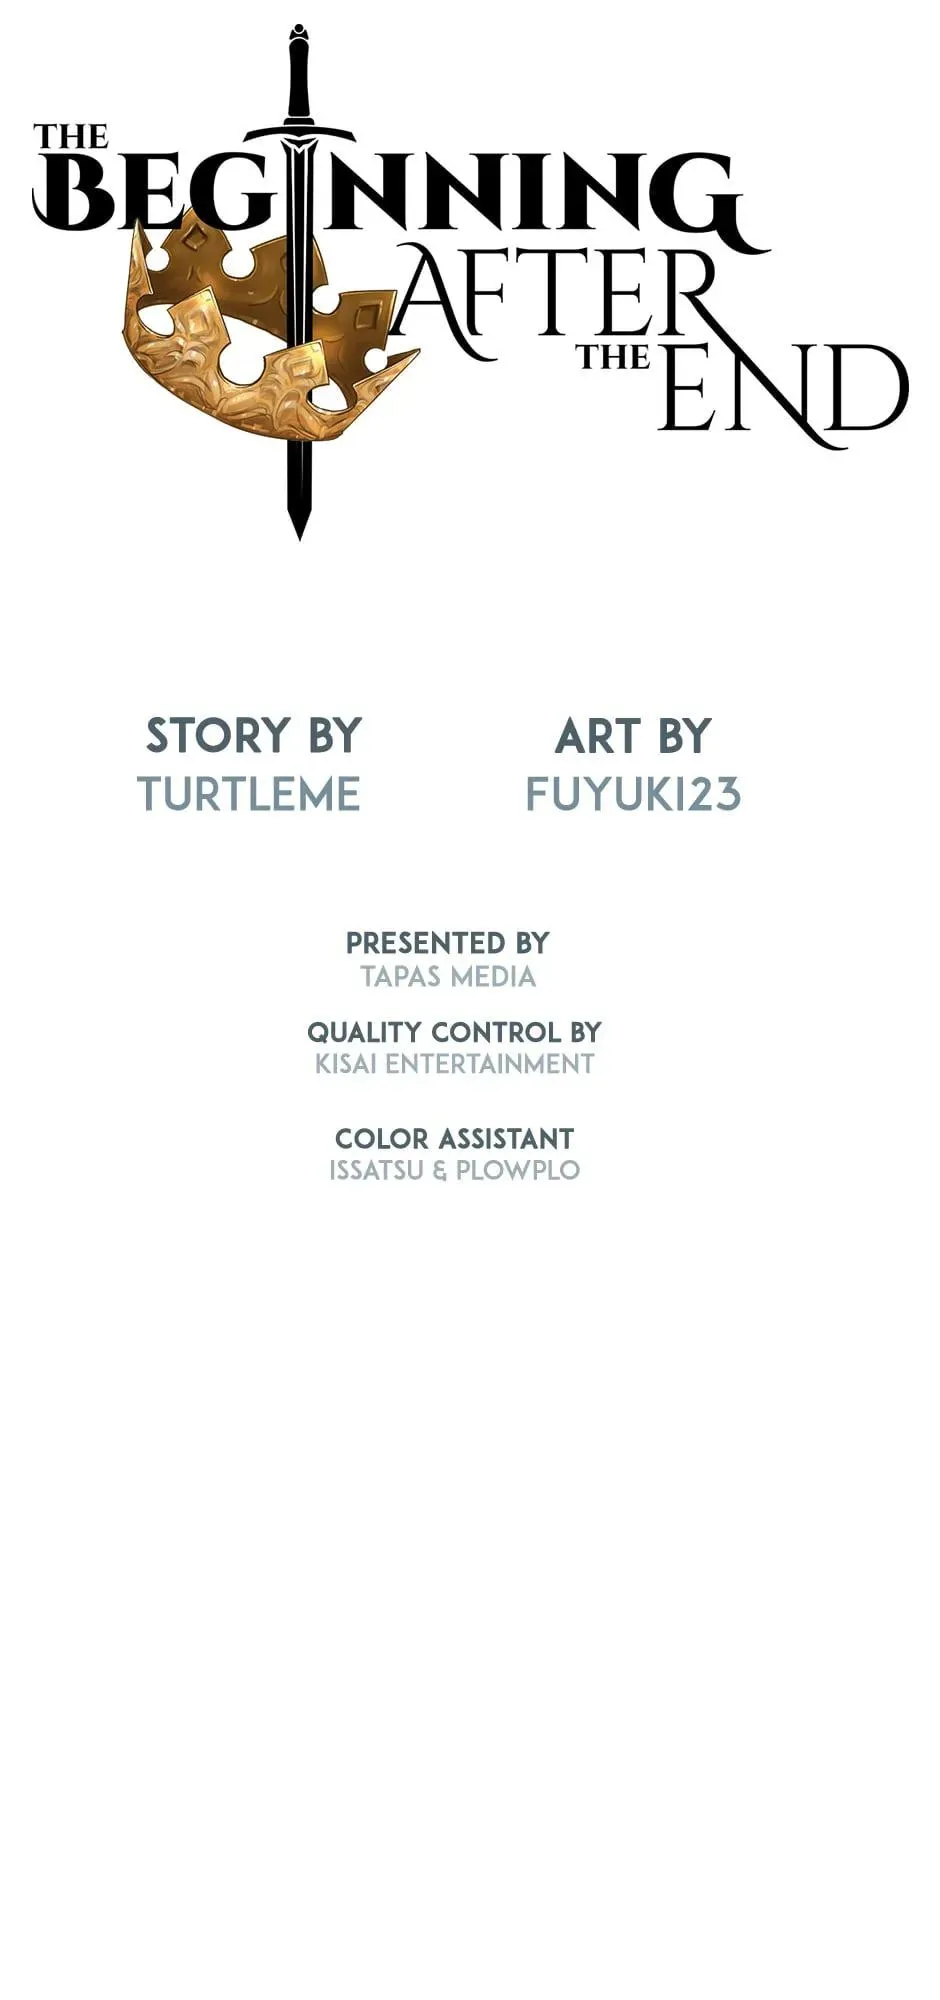 THE
BEGINNING
AFTER
THE END
STORY BY
TURTLEME
ART BY
FUYUKI23
PRESENTED BY
TAPAS MEDIA
QUALITY CONTROL BY
KISAI ENTERTAINMENT
COLOR ASSISTANT
ISSATSU & PLOWPLO